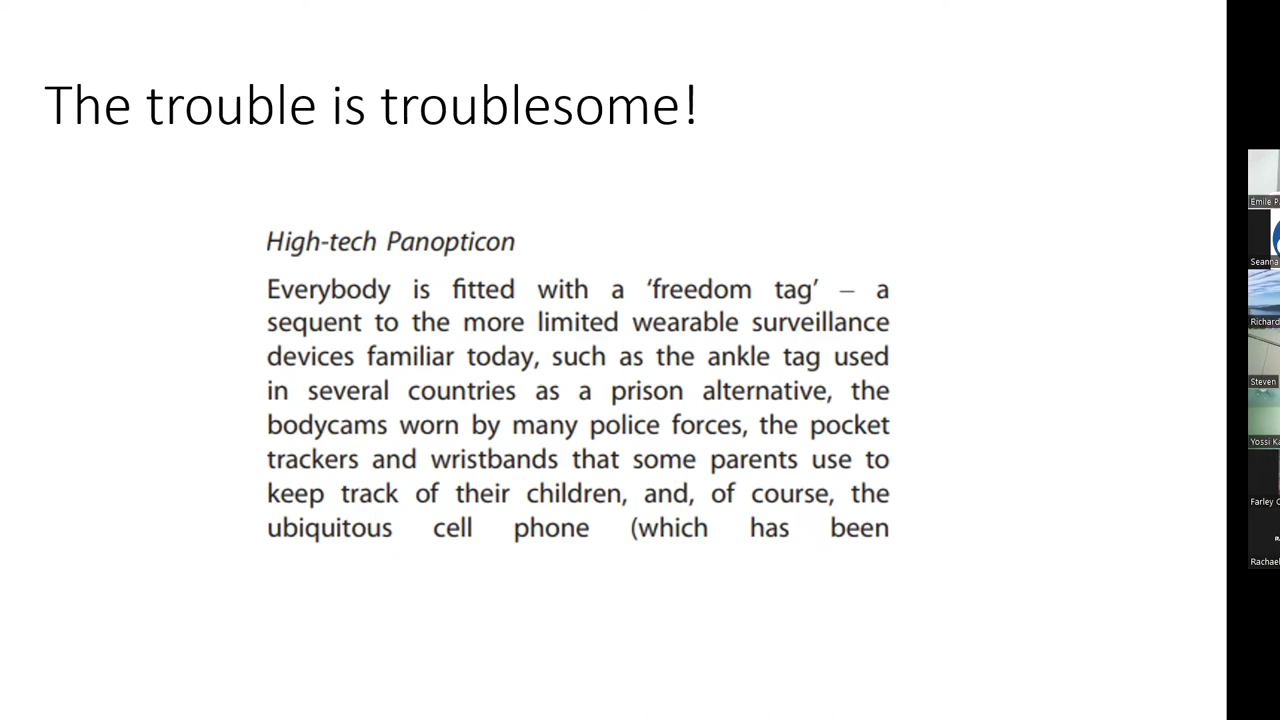 The trouble is troublesome!
High-tech Panopticon
Everybody is fitted with a ‘freedom tag’ – a
sequent to the more limited wearable surveillance
devices familiar today, such as the ankle tag used
in several countries as a prison alternative, the
bodycams worn by many police forces, the pocket
trackers and wristbands that some parents use to
keep track of their children, and, of course, the
ubiquitous cell phone (which has been
Émile P
Seanna
Richard
Steven
Yossi Ka
Farley C
Rachael